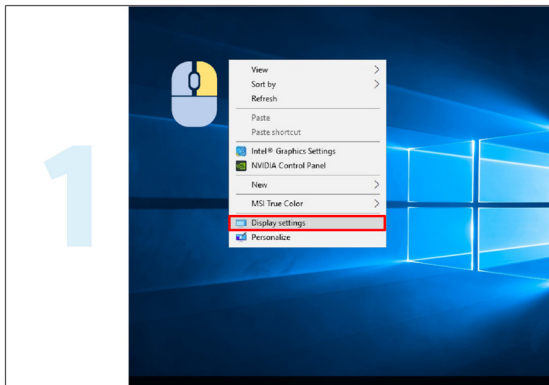 1
View
Sort by
Refresh
Paste
Paste shortcut
Intel® Graphics Settings
NVIDIA Control Panel
New
MSI True Color
Display settings
Personalize